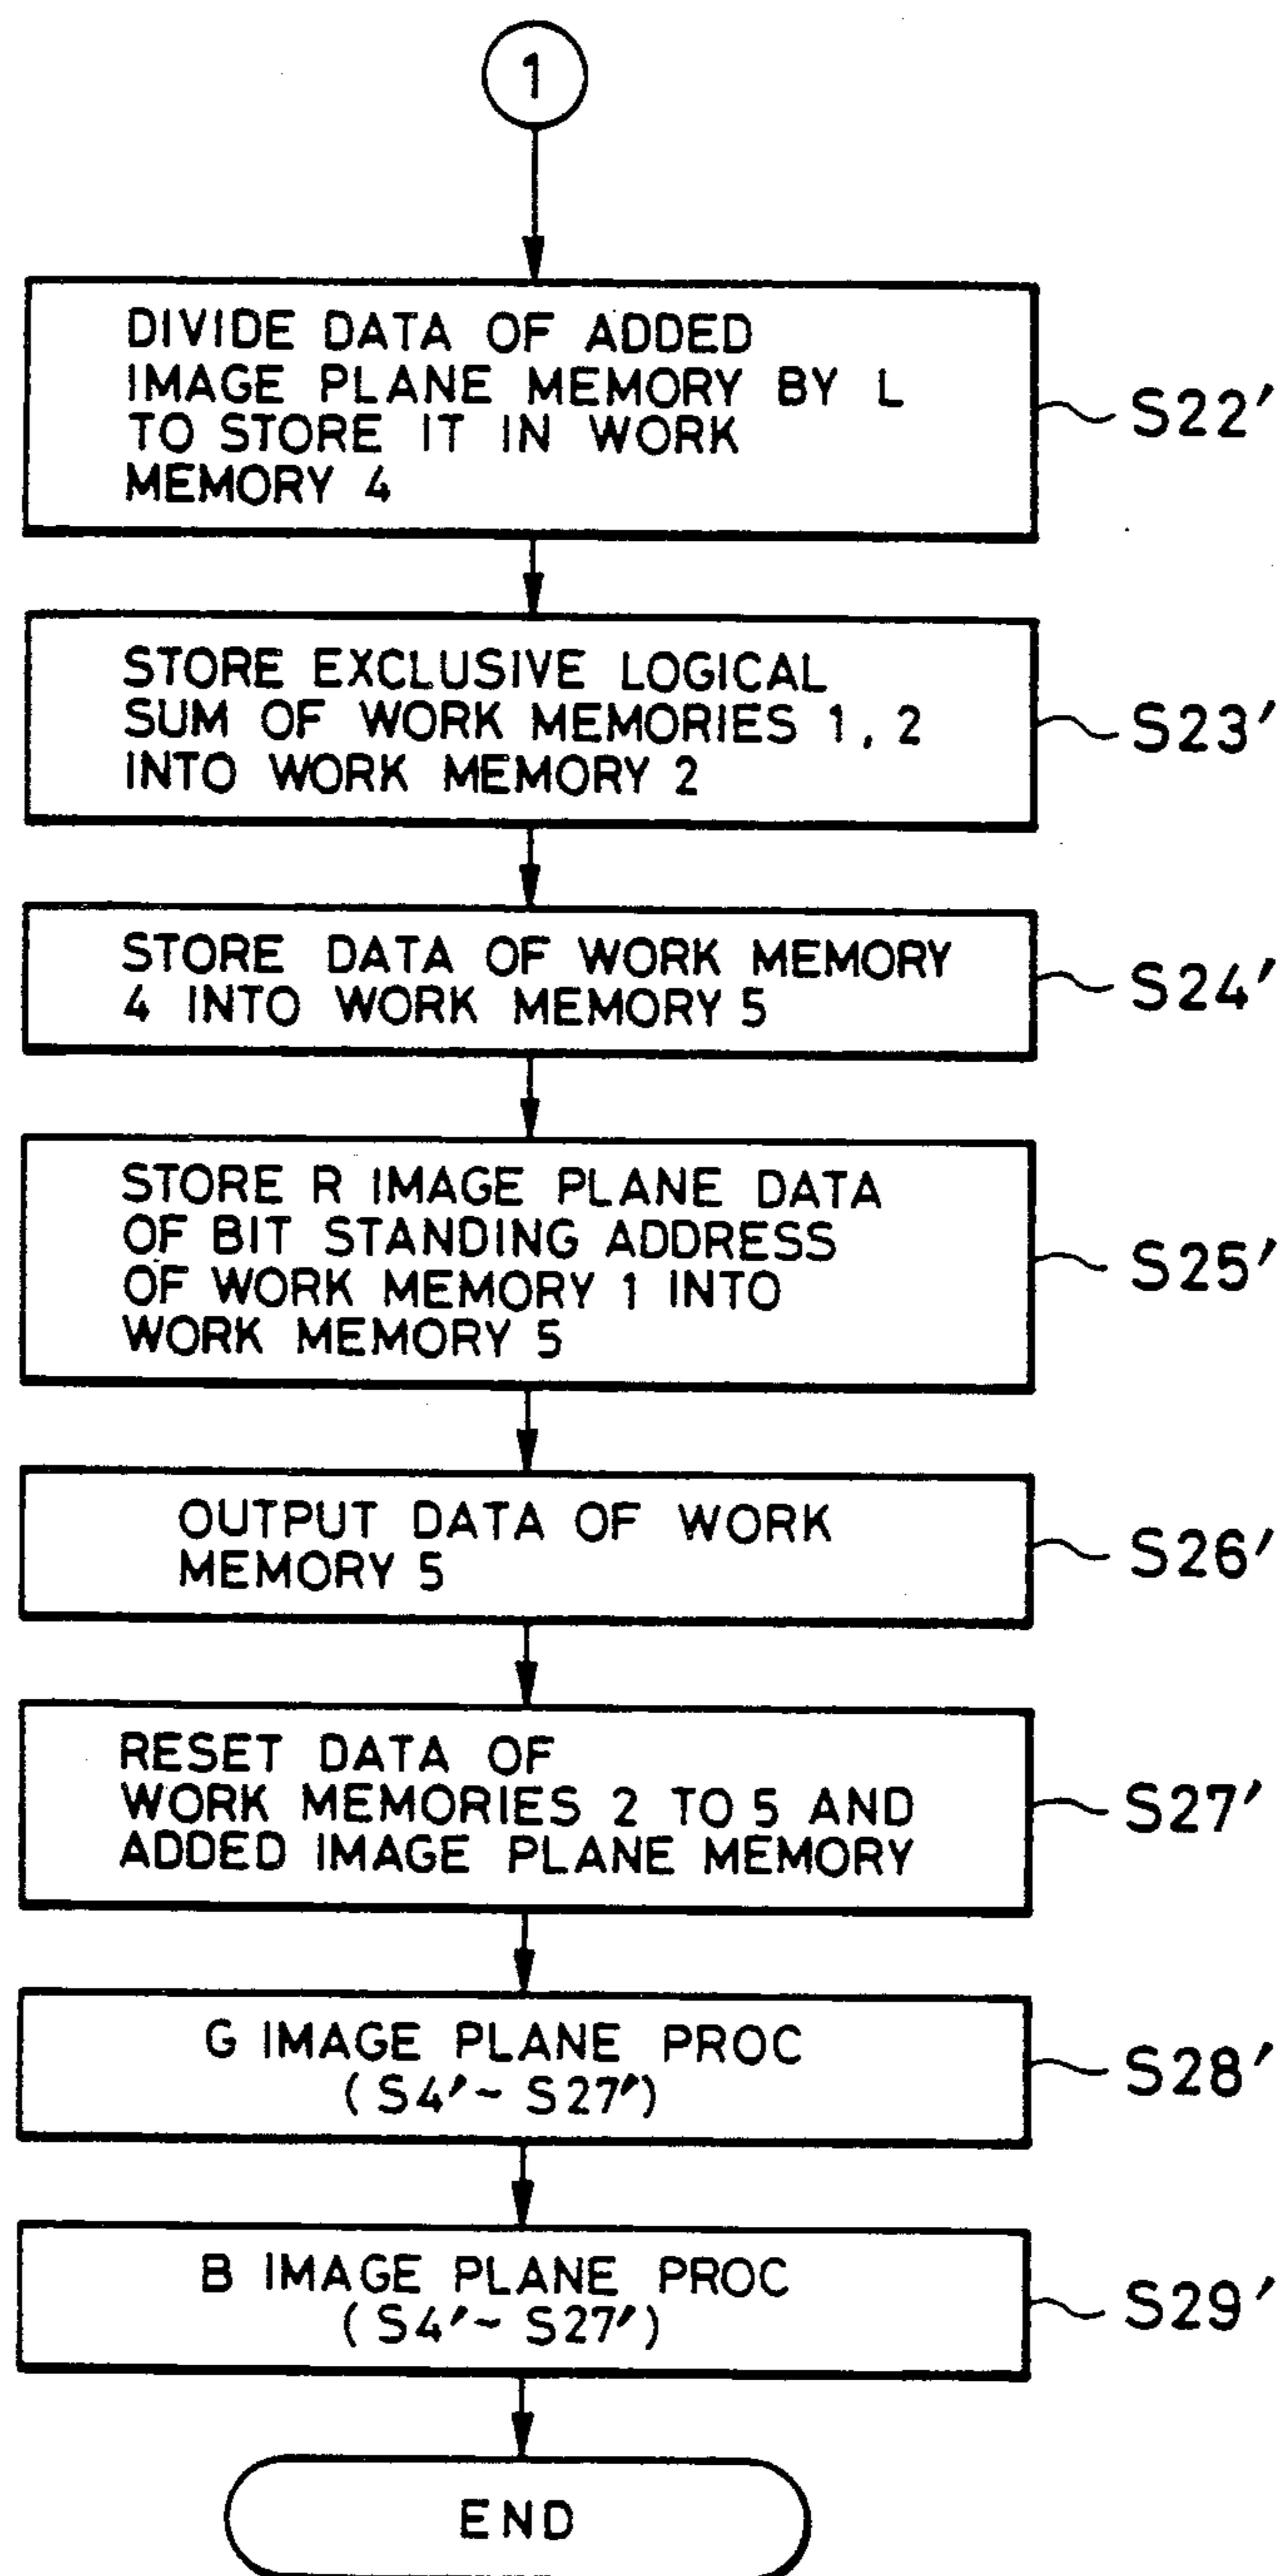 1
DIVIDE DATA OF ADDED
IMAGE PLANE MEMORY BY L
TO STORE IT IN WORK
MEMORY 4
S22'
STORE EXCLUSIVE LOGICAL
SUM OF WORK MEMORIES 1, 2
INTO WORK MEMORY 2
S23'
STORE DATA OF WORK MEMORY
4 INTO WORK MEMORY 5
S24'
STORE R IMAGE PLANE DATA
OF BIT STANDING ADDRESS
OF WORK MEMORY 1 INTO
WORK MEMORY 5
S25'
OUTPUT DATA OF WORK
MEMORY 5
S26'
RESET DATA OF
WORK MEMORIES 2 TO 5 AND
ADDED IMAGE PLANE MEMORY
S27'
G IMAGE PLANE PROC
(S4'~ S27')
S28'
B IMAGE PLANE PROC
(S4'~ S27')
S29'
END